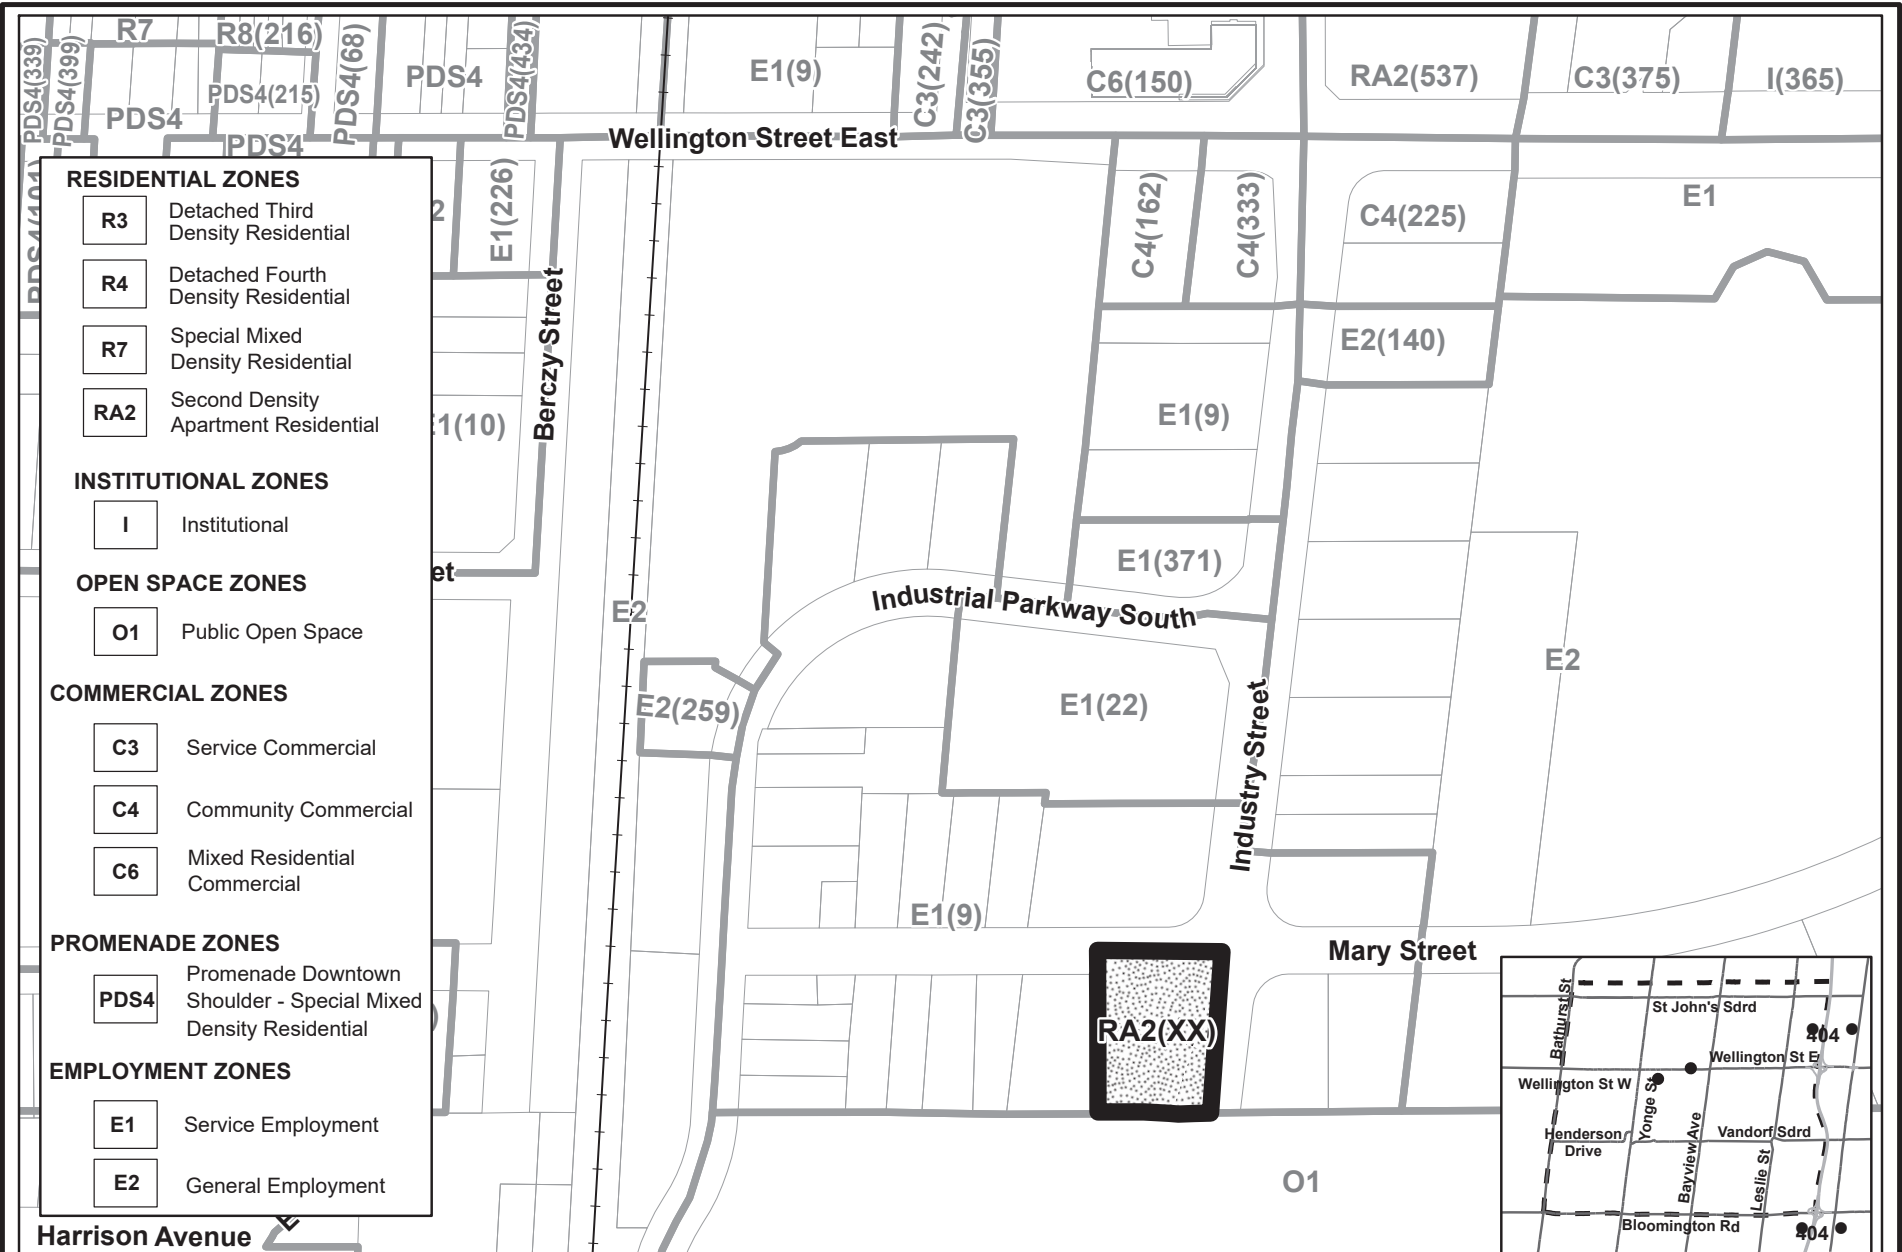 R7
R8(216)
PDS4(339)
PDS4(399)
PDS4
PDS4(215)
PDS4(68)
PDS4
PDS4(434)
PDS4
E1(9)
C3(242)
C3(355)
C6(150)
RA2(537)
C3(375)
I(365)
Wellington Street East
PDS4(101)
E1(226)
Berczy Street
E1(10)
C4(162)
C4(333)
C4(225)
E1
E2(140)
E1(9)
E1(371)
Industrial Parkway South
E2
E2(259)
E1(22)
E2
Industry Street
E1(9)
Mary Street
RA2(XX)
O1
Harrison Avenue
RESIDENTIAL ZONES
R3 Detached Third
Density Residential
R4 Detached Fourth
Density Residential
R7 Special Mixed
Density Residential
RA2 Second Density
Apartment Residential
INSTITUTIONAL ZONES
I Institutional
OPEN SPACE ZONES
O1 Public Open Space
COMMERCIAL ZONES
C3 Service Commercial
C4 Community Commercial
C6 Mixed Residential
Commercial
PROMENADE ZONES
PDS4 Promenade Downtown
Shoulder - Special Mixed
Density Residential
EMPLOYMENT ZONES
E1 Service Employment
E2 General Employment
Bathurst St
St John's Sdrd
404
Wellington St E
Wellington St W
Yonge St
Bayview Ave
Henderson
Drive
Vandorf Sdrd
Leslie St
Bloomington Rd
404